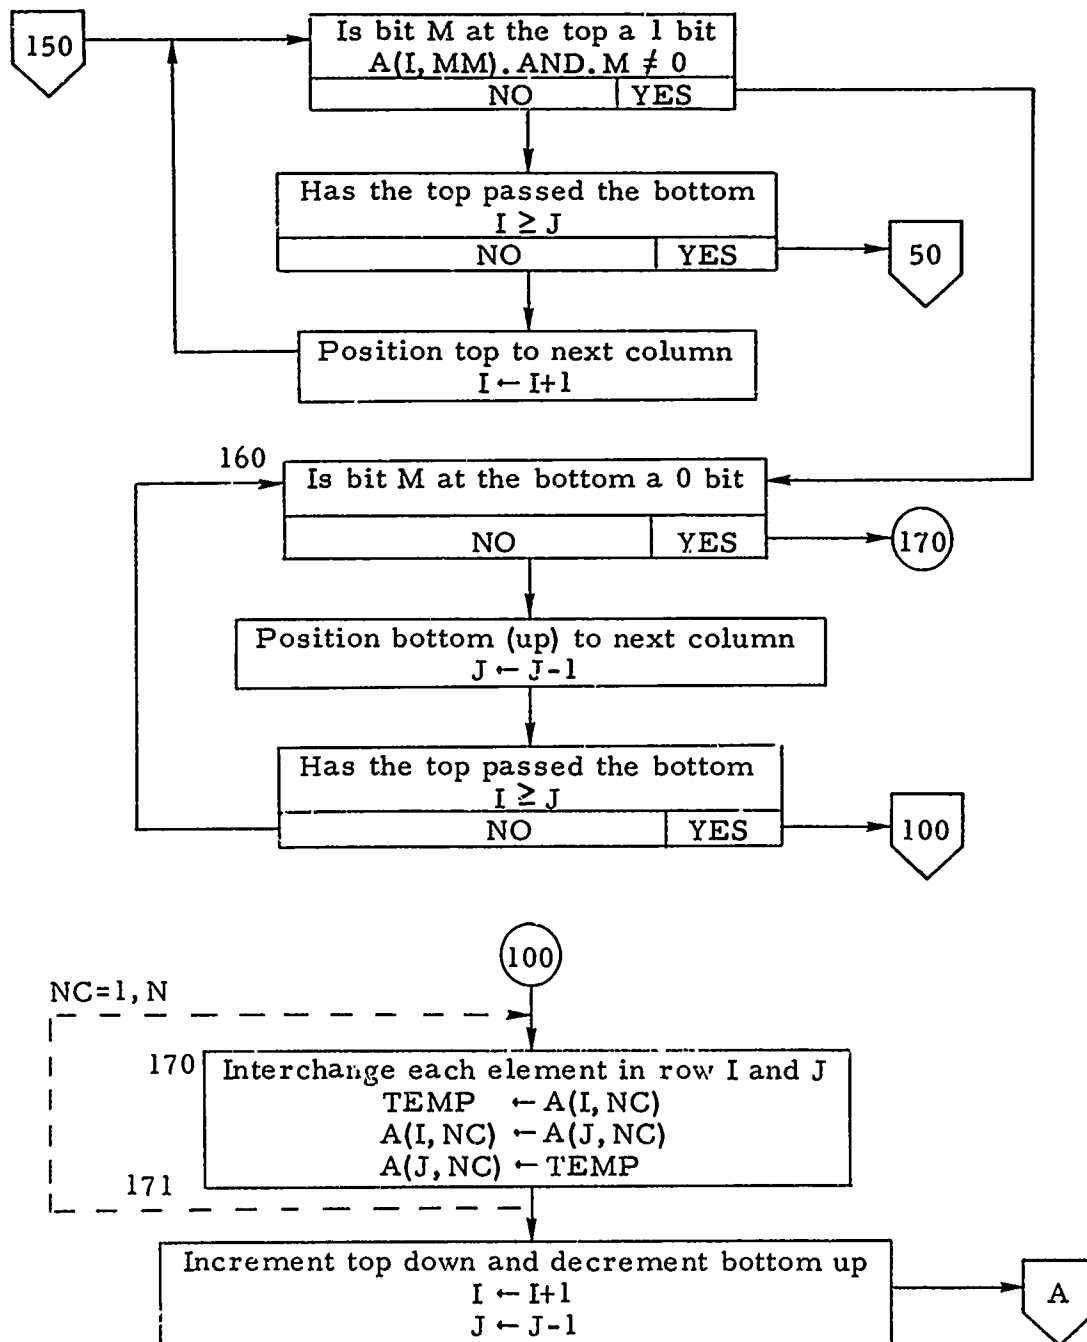 150
Is bit M at the top a 1 bit
A(I, MM). AND. M ≠ 0
NO YES
Has the top passed the bottom
I ≥ J
NO YES
50
Position top to next column
I ← I+1
160
Is bit M at the bottom a 0 bit
NO YES
170
Position bottom (up) to next column
J ← J-1
Has the top passed the bottom
I ≥ J
NO YES
100
100
NC=1, N
170
Interchange each element in row I and J
TEMP ← A(I, NC)
A(I, NC) ← A(J, NC)
A(J, NC) ← TEMP
171
Increment top down and decrement bottom up
I ← I+1
J ← J-1
A